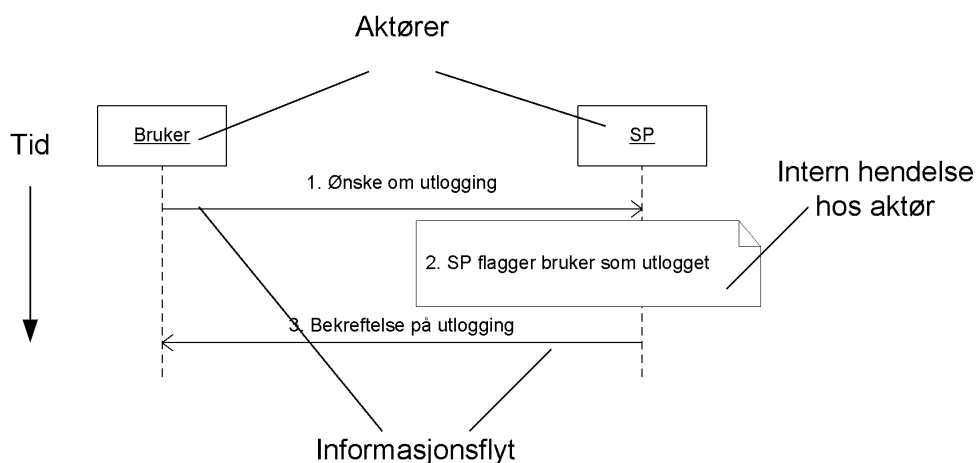 Aktører
Tid
Bruker
SP
1. Ønske om utlogging
Intern hendelse
hos aktør
2. SP flagger bruker som utlogget
3. Bekreftelse på utlogging
Informasjonsflyt